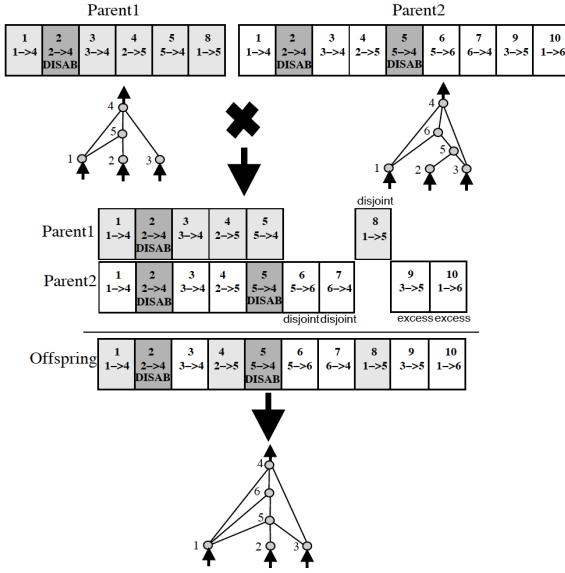 Parent1 Parent2
1 2 3 4 5 8 1 2 3 4 5 6 7 9 10
1->4 2->4 3->4 2->5 5->4 1->5 1->4 2->4 3->4 2->5 5->4 5->6 6->4 3->5 1->6
DISAB DISAB DISAB
4 4
5 6
5
1 2 3 1 2 3
disjoint
Parent1 1 2 3 4 5 8
1->4 2->4 3->4 2->5 5->4 1->5
DISAB
Parent2 1 2 3 4 5 6 7 9 10
1->4 2->4 3->4 2->5 5->4 5->6 6->4 3->5 1->6
DISAB DISAB
disjoint disjoint excess excess
Offspring 1 2 3 4 5 6 7 8 9 10
1->4 2->4 3->4 2->5 5->4 5->6 6->4 1->5 3->5 1->6
DISAB DISAB
4
6
5
1 2 3